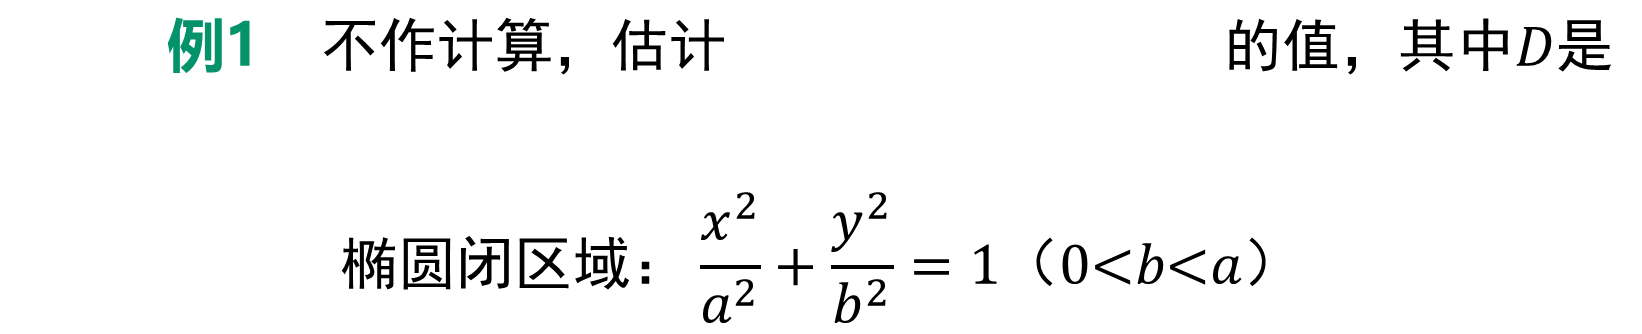 例1 不作计算，估计 的值，其中D是
椭圆闭区域： x²/a² + y²/b² = 1（0<b<a）